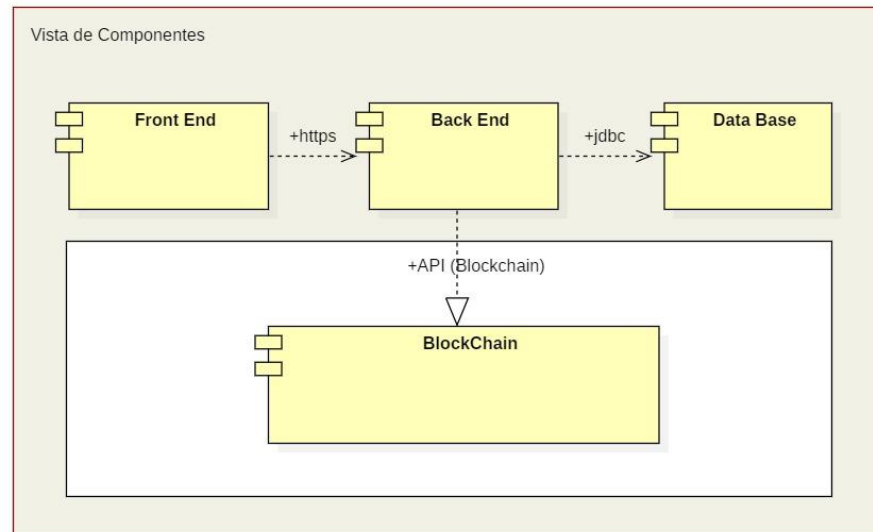 Vista de Componentes
Front End
+https
Back End
+jdbc
Data Base
+API (Blockchain)
BlockChain